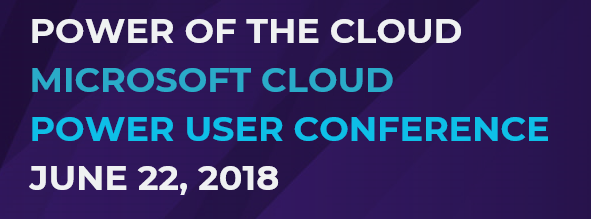 POWER OF THE CLOUD
MICROSOFT CLOUD
POWER USER CONFERENCE
JUNE 22, 2018